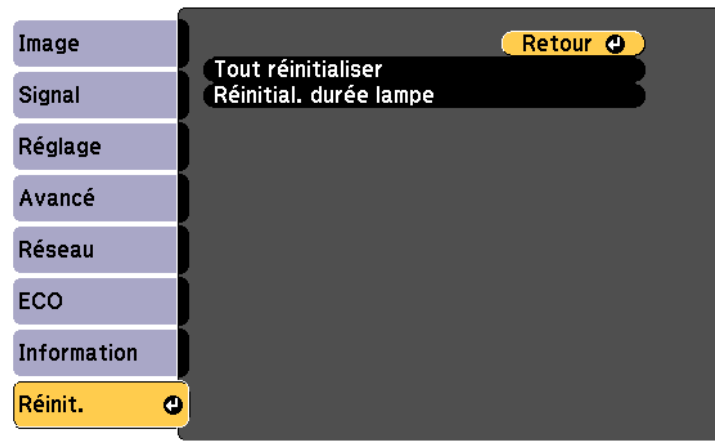 Image
Signal
Réglage
Avancé
Réseau
ECO
Information
Réinit.
Retour
Tout réinitialiser
Réinitial. durée lampe